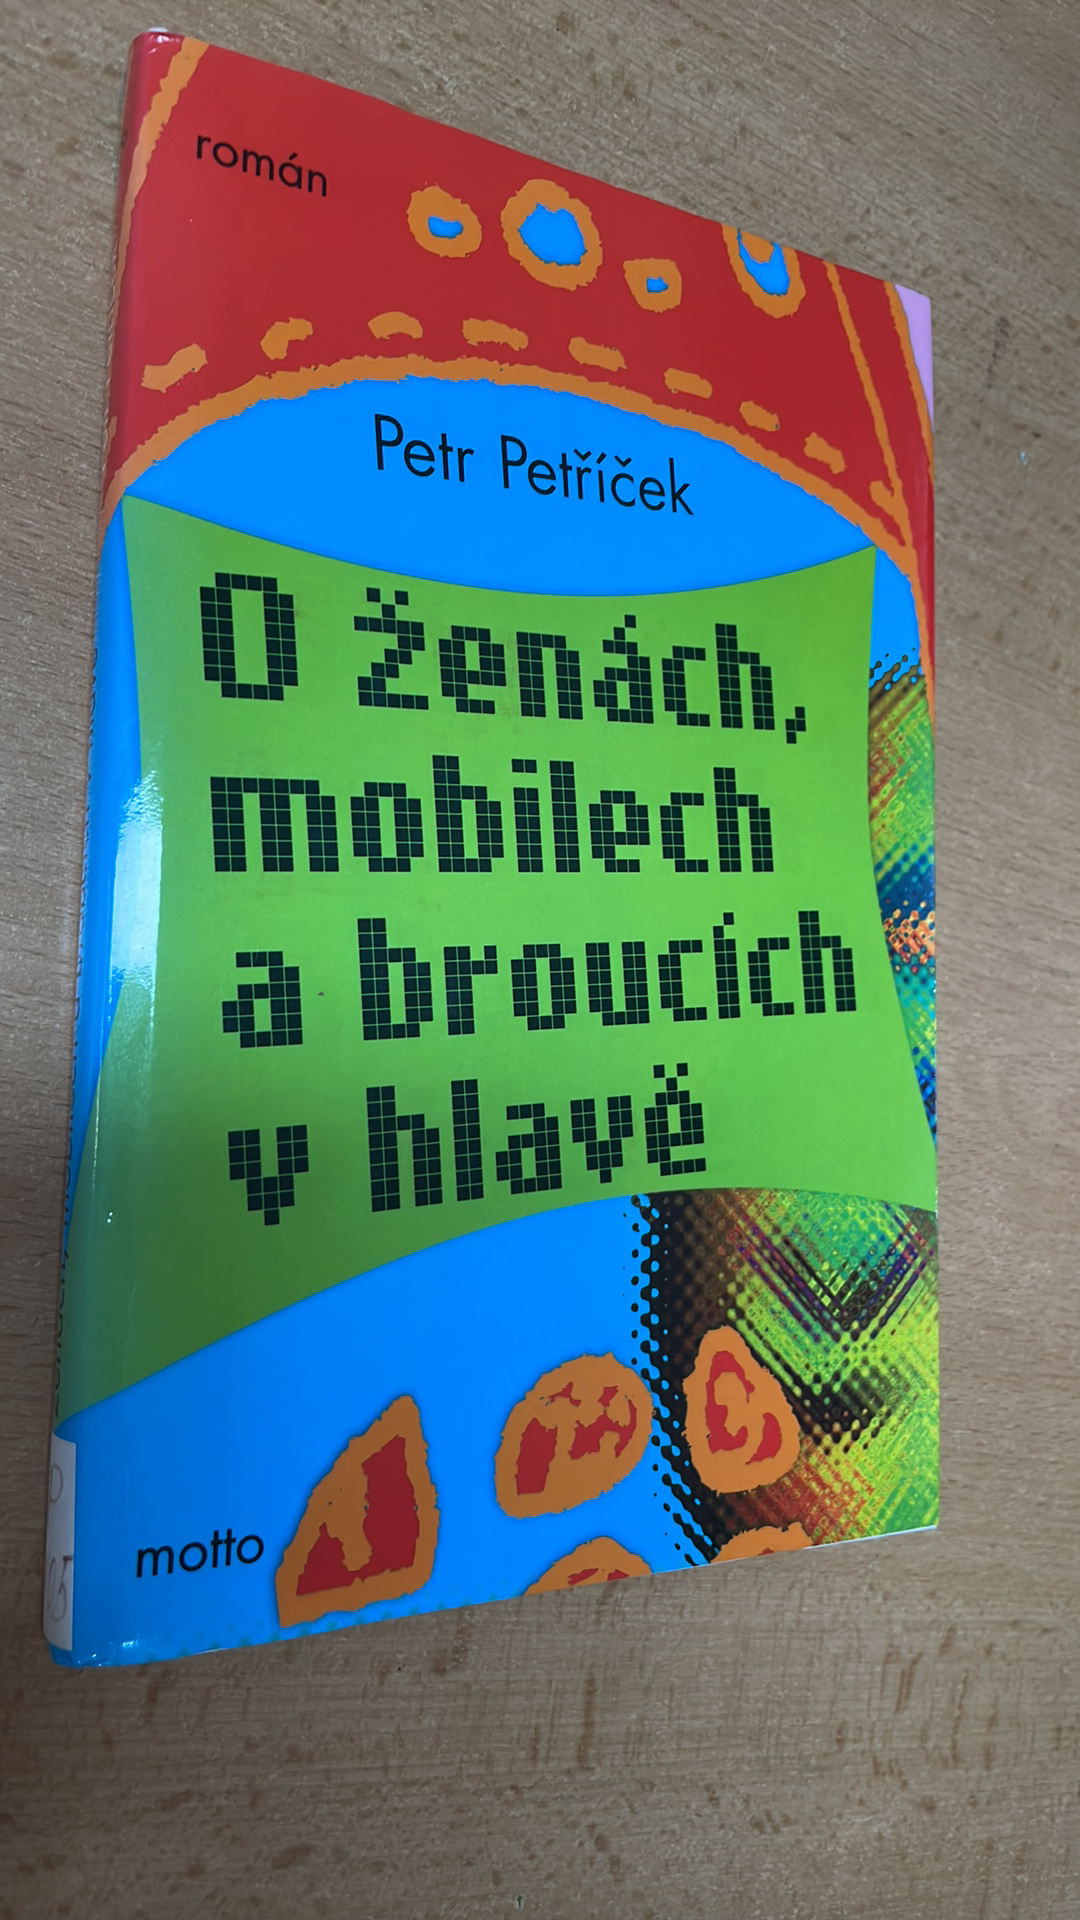 román
Petr Petříček
O ženách,
mobilech
a broucích
v hlavě
motto